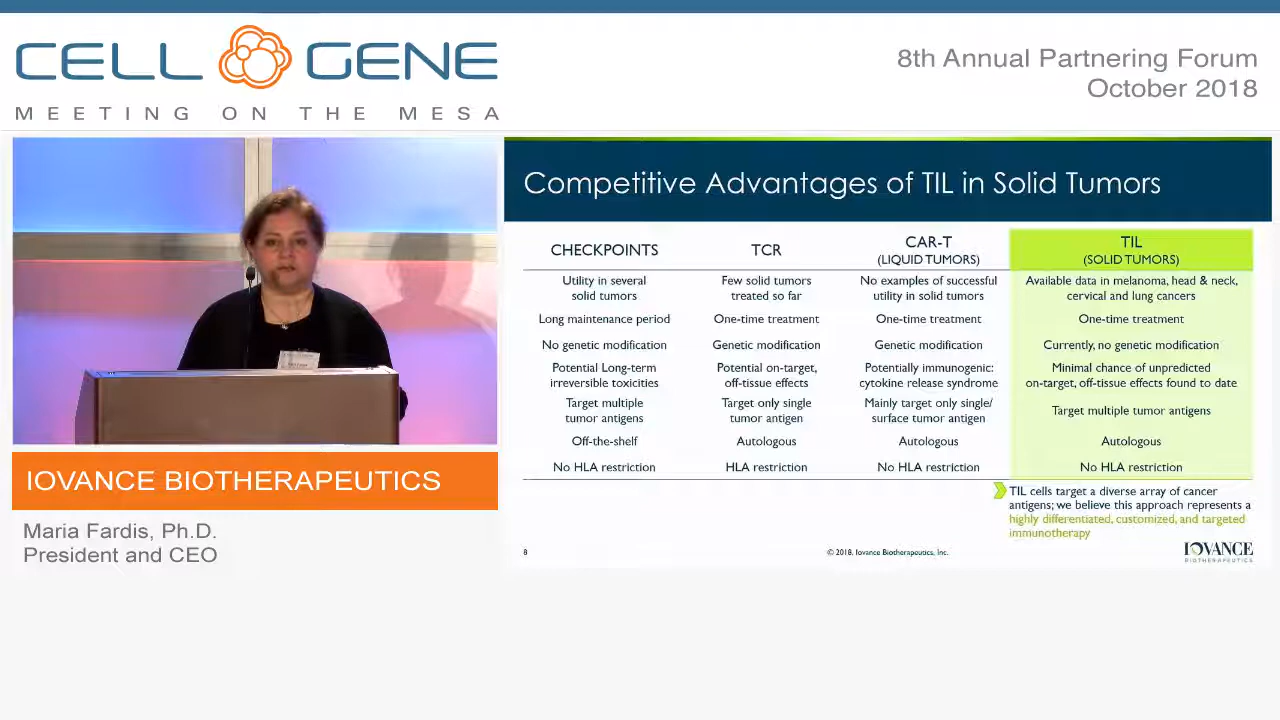 CELL GENE
MEETING ON THE MESA
8th Annual Partnering Forum
October 2018
Competitive Advantages of TIL in Solid Tumors
CHECKPOINTS TCR CAR-T (LIQUID TUMORS) TIL (SOLID TUMORS)
Utility in several solid tumors
Few solid tumors treated so far
No examples of successful utility in solid tumors
Available data in melanoma, head & neck, cervical and lung cancers
Long maintenance period One-time treatment One-time treatment One-time treatment
No genetic modification Genetic modification Genetic modification Currently, no genetic modification
Potential Long-term irreversible toxicities
Potential on-target, off-tissue effects
Potentially immunogenic: cytokine release syndrome
Minimal chance of unpredicted on-target, off-tissue effects found to date
Target multiple tumor antigens
Target only single tumor antigen
Mainly target only single/ surface tumor antigen
Target multiple tumor antigens
Off-the-shelf Autologous Autologous Autologous
No HLA restriction HLA restriction No HLA restriction No HLA restriction
TIL cells target a diverse array of cancer
antigens; we believe this approach represents a
highly differentiated, customized, and targeted
immunotherapy
8
© 2018, Iovance Biotherapeutics, Inc.
IOVANCE
BIOTHERAPEUTICS
IOVANCE BIOTHERAPEUTICS
Maria Fardis, Ph.D.
President and CEO